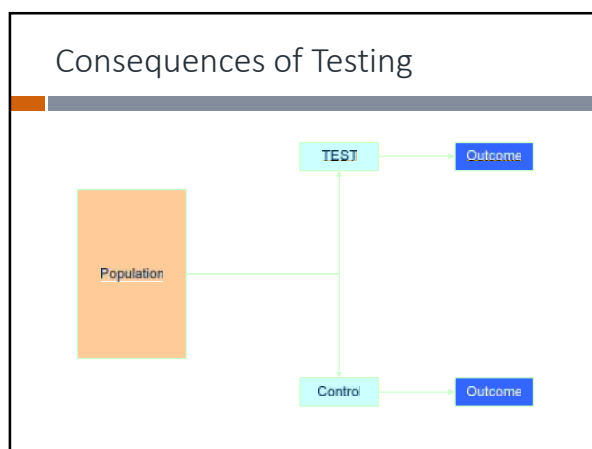 Consequences of Testing
TEST
Outcome
Population
Control
Outcome